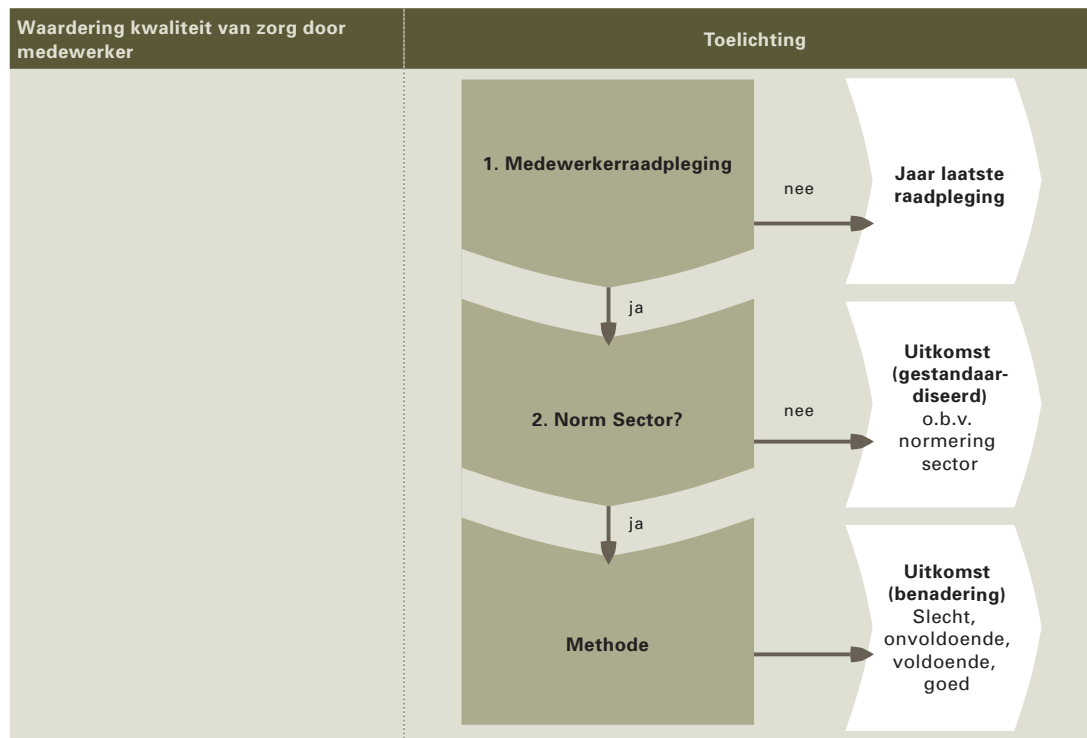 Waardering kwaliteit van zorg door
medewerker
Toelichting
1. Medewerkerraadpleging
nee
Jaar laatste
raadpleging
ja
2. Norm Sector?
nee
Uitkomst
(gestandaar-
diseerd)
o.b.v.
normering
sector
ja
Methode
Uitkomst
(benadering)
Slecht,
onvoldoende,
voldoende,
goed